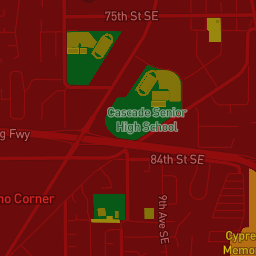 75th St SE
Cascade Senior
High School
g Fwy
84th St SE
no Corner
9th Ave SE
Cypre
Memo